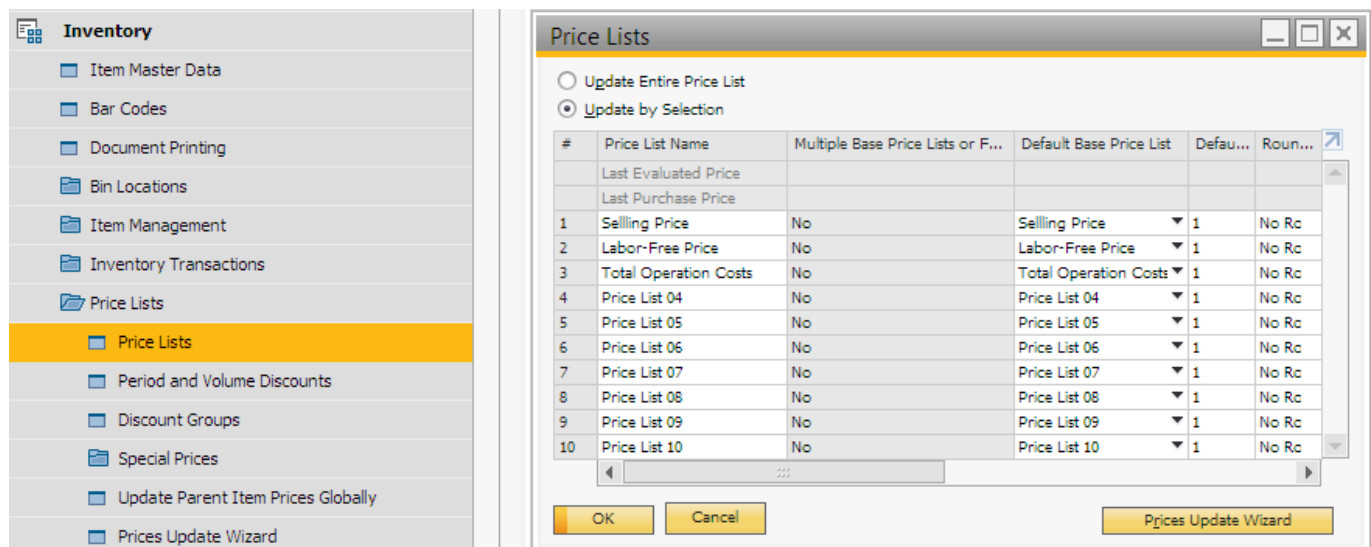 Inventory
Item Master Data
Bar Codes
Document Printing
Bin Locations
Item Management
Inventory Transactions
Price Lists
Price Lists
Period and Volume Discounts
Discount Groups
Special Prices
Update Parent Item Prices Globally
Prices Update Wizard
Price Lists
Update Entire Price List
Update by Selection
# Price List Name Multiple Base Price Lists or F... Default Base Price List Defau... Roun...
Last Evaluated Price
Last Purchase Price
1 Sellling Price No Sellling Price 1 No Rc
2 Labor-Free Price No Labor-Free Price 1 No Rc
3 Total Operation Costs No Total Operation Costs 1 No Rc
4 Price List 04 No Price List 04 1 No Rc
5 Price List 05 No Price List 05 1 No Rc
6 Price List 06 No Price List 06 1 No Rc
7 Price List 07 No Price List 07 1 No Rc
8 Price List 08 No Price List 08 1 No Rc
9 Price List 09 No Price List 09 1 No Rc
10 Price List 10 No Price List 10 1 No Rc
OK Cancel Prices Update Wizard